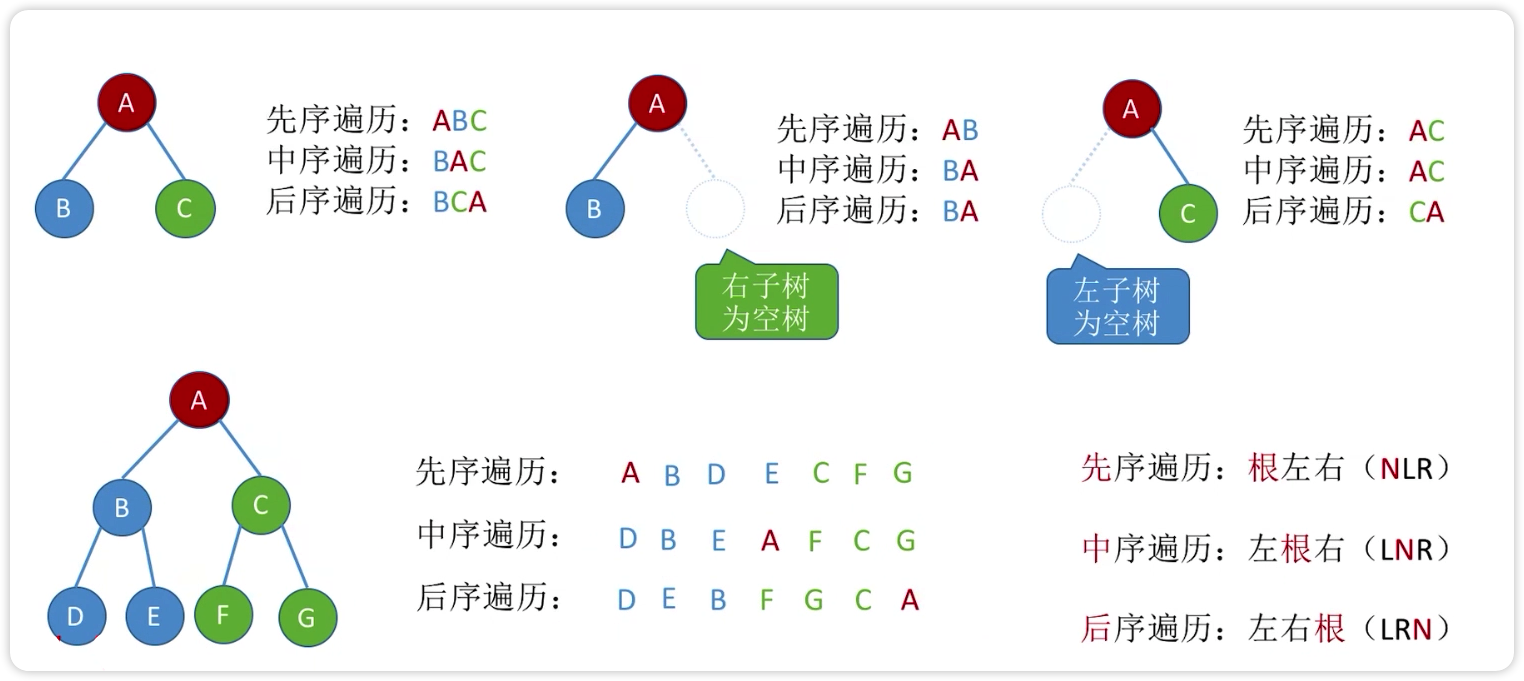 A
B
C
先序遍历：ABC
中序遍历：BAC
后序遍历：BCA
A
B
右子树
为空树
先序遍历：AB
中序遍历：BA
后序遍历：BA
A
C
左子树
为空树
先序遍历：AC
中序遍历：AC
后序遍历：CA
A
B
C
D
E
F
G
先序遍历： A B D E C F G
中序遍历： D B E A F C G
后序遍历： D E B F G C A
先序遍历：根左右（NLR）
中序遍历：左根右（LNR）
后序遍历：左右根（LRN）